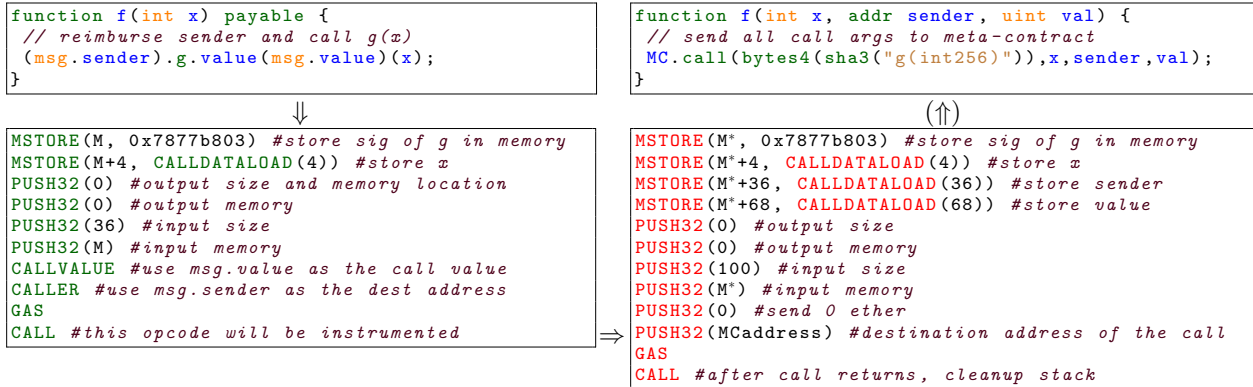 function f(int x) payable {
// reimburse sender and call g(x)
(msg.sender).g.value(msg.value)(x);
}
⇓
MSTORE(M, 0x7877b803) #store sig of g in memory
MSTORE(M+4, CALLDATALOAD(4)) #store x
PUSH32(0) #output size and memory location
PUSH32(0) #output memory
PUSH32(36) #input size
PUSH32(M) #input memory
CALLVALUE #use msg.value as the call value
CALLER #use msg.sender as the dest address
GAS
CALL #this opcode will be instrumented
⇒
function f(int x, addr sender, uint val) {
// send all call args to meta-contract
MC.call(bytes4(sha3("g(int256)")),x,sender,val);
}
(⇑)
MSTORE(M*, 0x7877b803) #store sig of g in memory
MSTORE(M*+4, CALLDATALOAD(4)) #store x
MSTORE(M*+36, CALLDATALOAD(36)) #store sender
MSTORE(M*+68, CALLDATALOAD(68)) #store value
PUSH32(0) #output size
PUSH32(0) #output memory
PUSH32(100) #input size
PUSH32(M*) #input memory
PUSH32(0) #send 0 ether
PUSH32(MCaddress) #destination address of the call
GAS
CALL #after call returns, cleanup stack